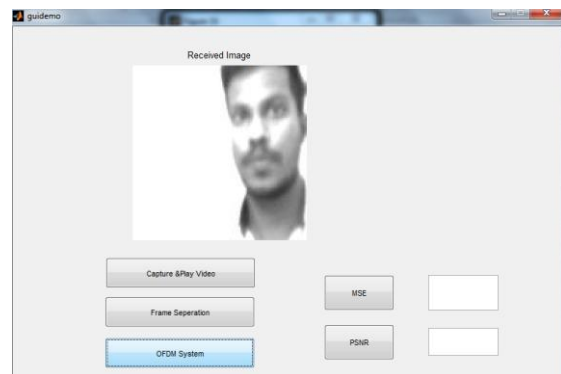 guidemo
Received Image
Capture &Play Video
Frame Seperation
OFDM System
MSE
PSNR